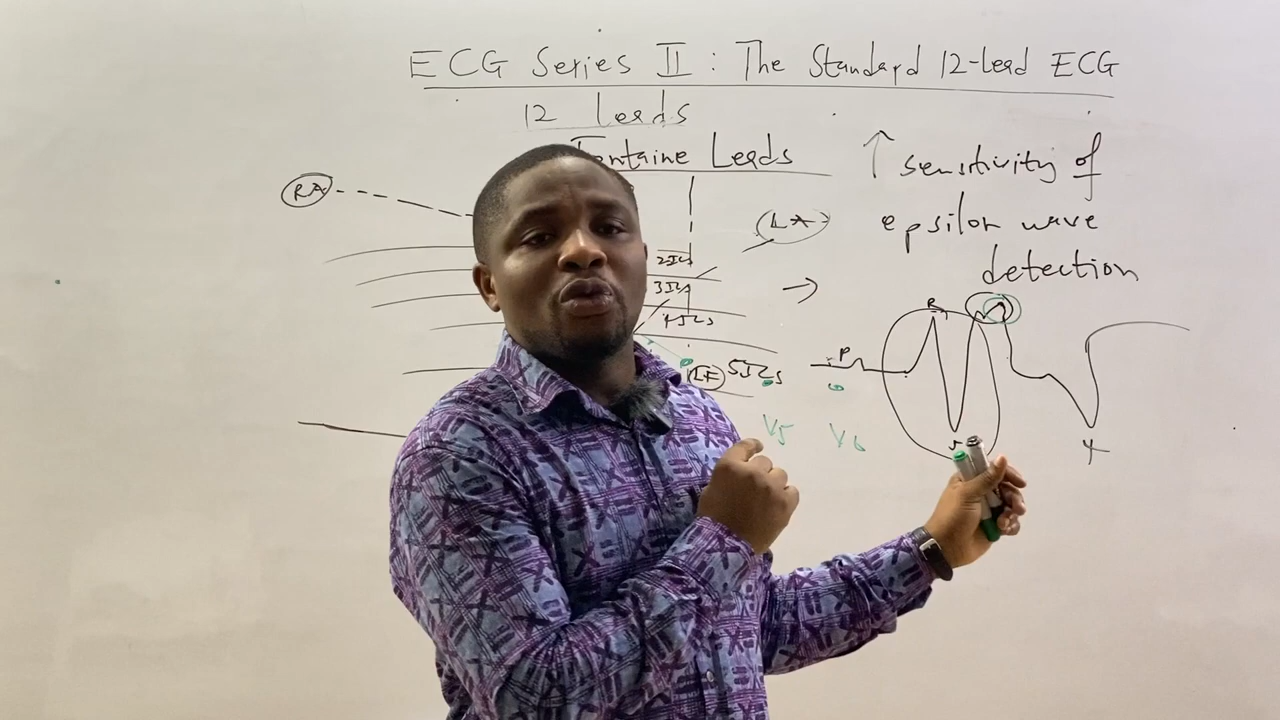 ECG Series II : The Standard 12-lead ECG
12 leads
Fontaine Leads
↑ sensitivity of
epsilon wave
detection
RA
LA
2ICS
3ICS
4ICS
LF 5ICS
V5 V6
P
R